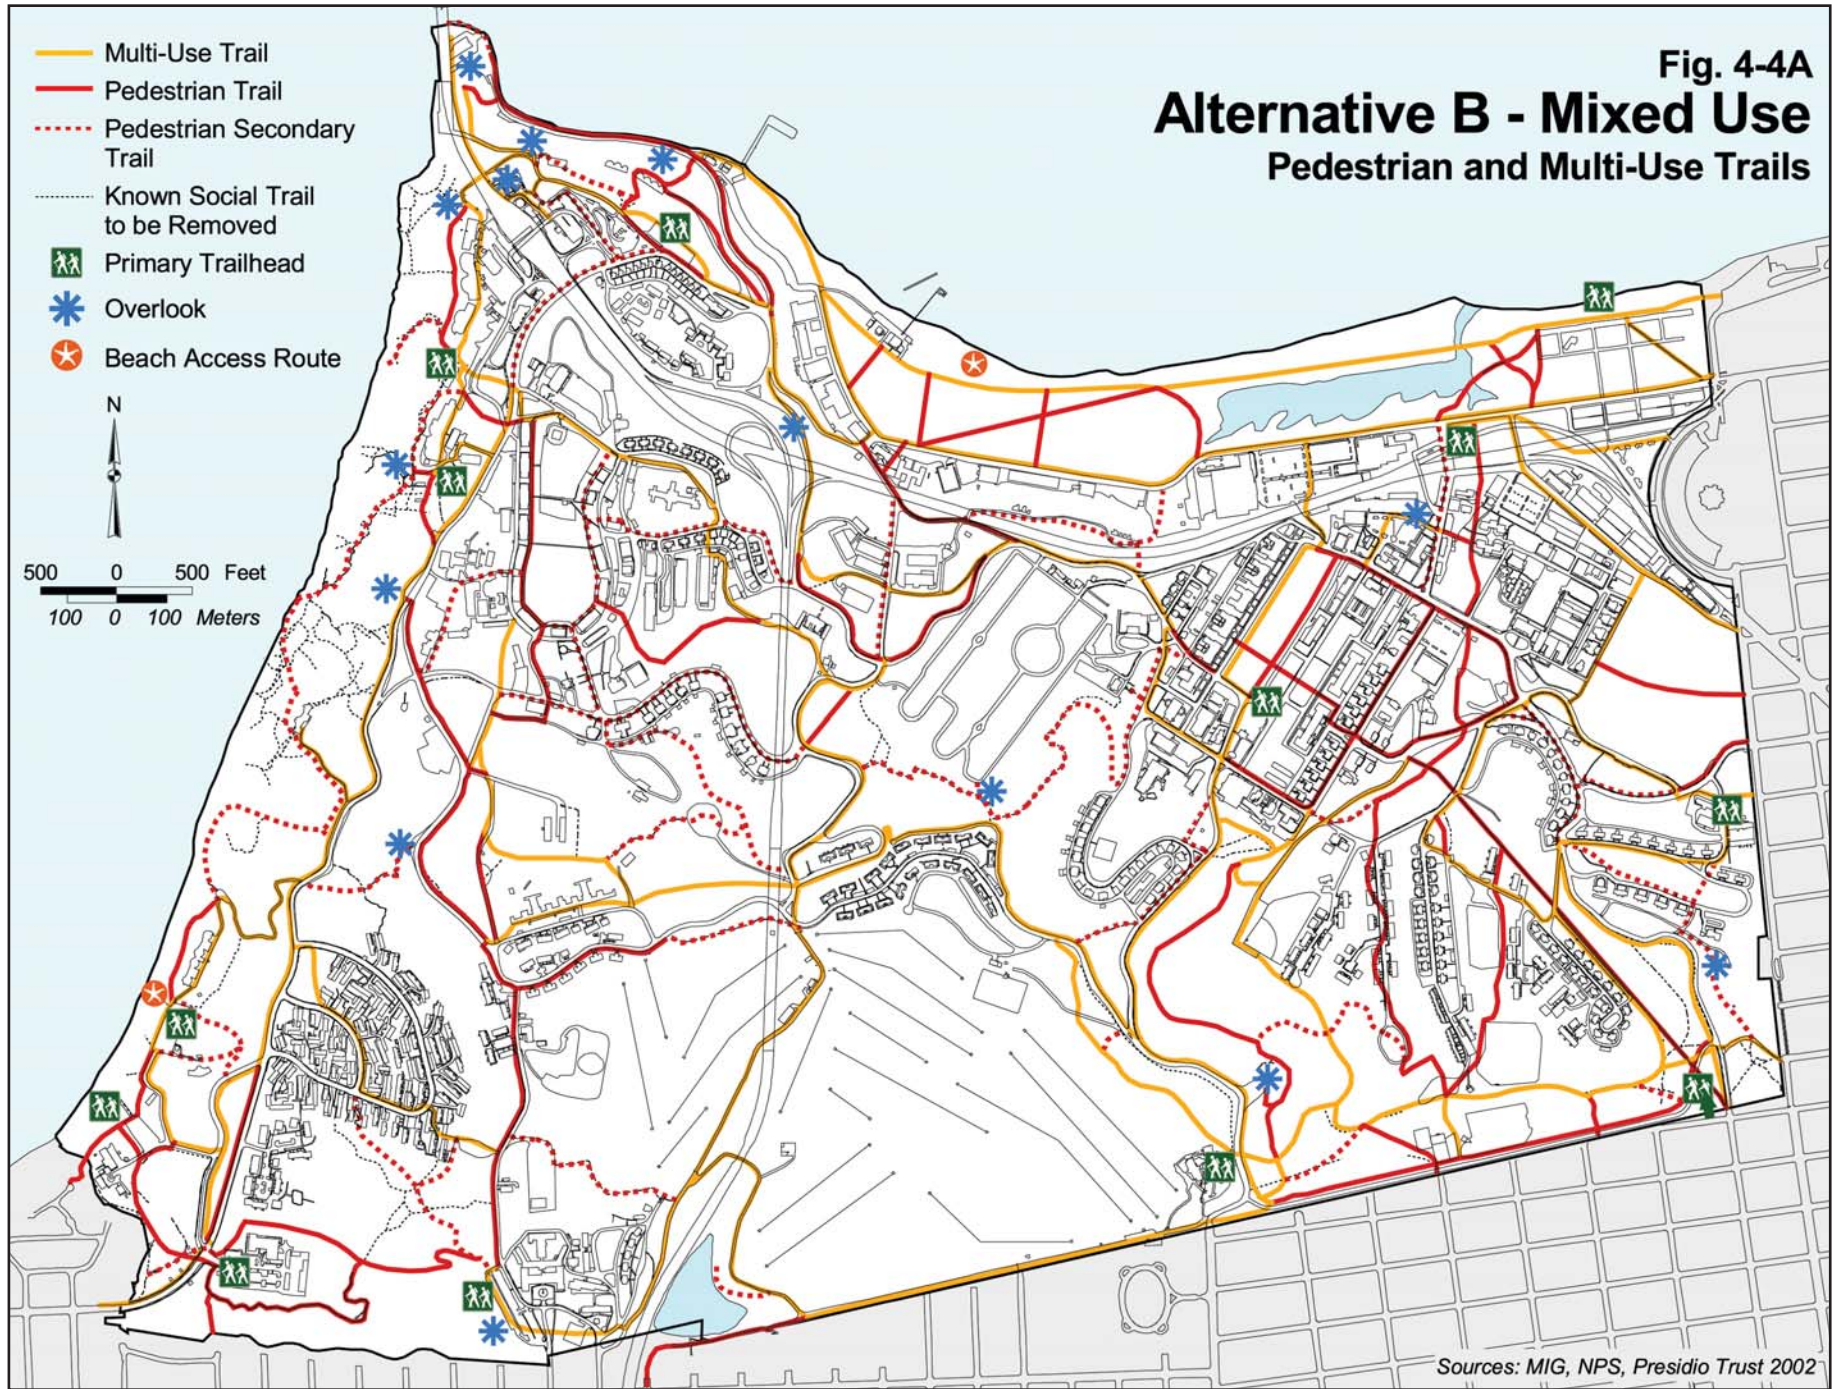 Multi-Use Trail
Pedestrian Trail
Pedestrian Secondary
Trail
Known Social Trail
to be Removed
Primary Trailhead
Overlook
Beach Access Route
N
500 0 500 Feet
100 0 100 Meters
Fig. 4-4A
Alternative B - Mixed Use
Pedestrian and Multi-Use Trails
Sources: MIG, NPS, Presidio Trust 2002